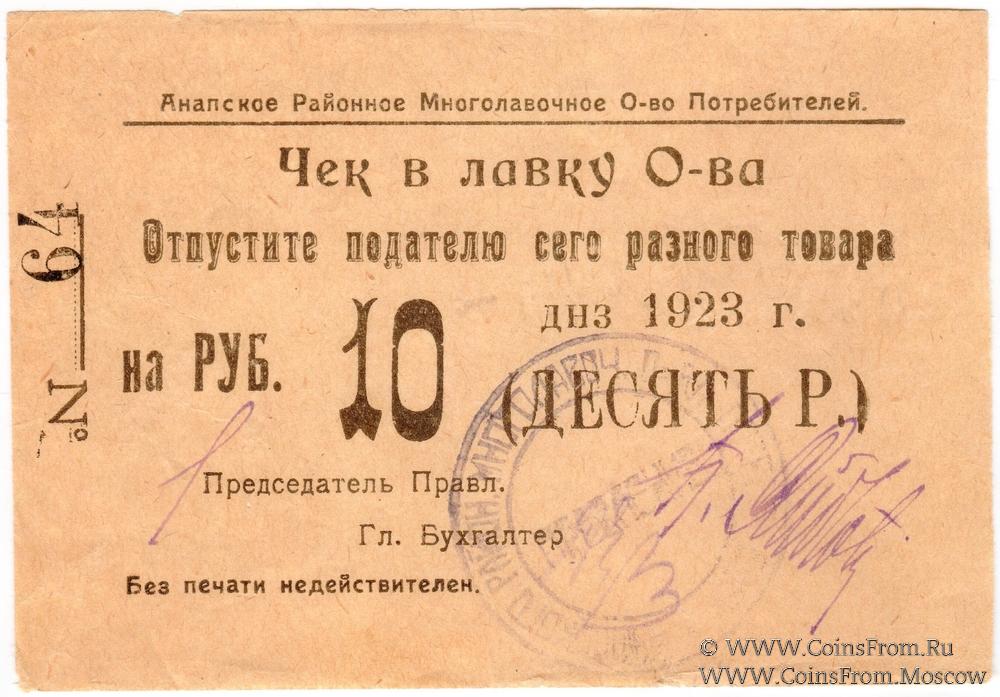 Анапское Районное Многолавочное О-во Потребителей.
Чек в лавку О-ва
Отпустите подателю сего разного товара
на РУБ. 10 днз 1923 г.
(ДЕСЯТЬ Р.)
№ 64
Председатель Правл.
Гл. Бухгалтер
Без печати недействителен.
© WWW.CoinsFrom.Ru
WWW.CoinsFrom.Moscow